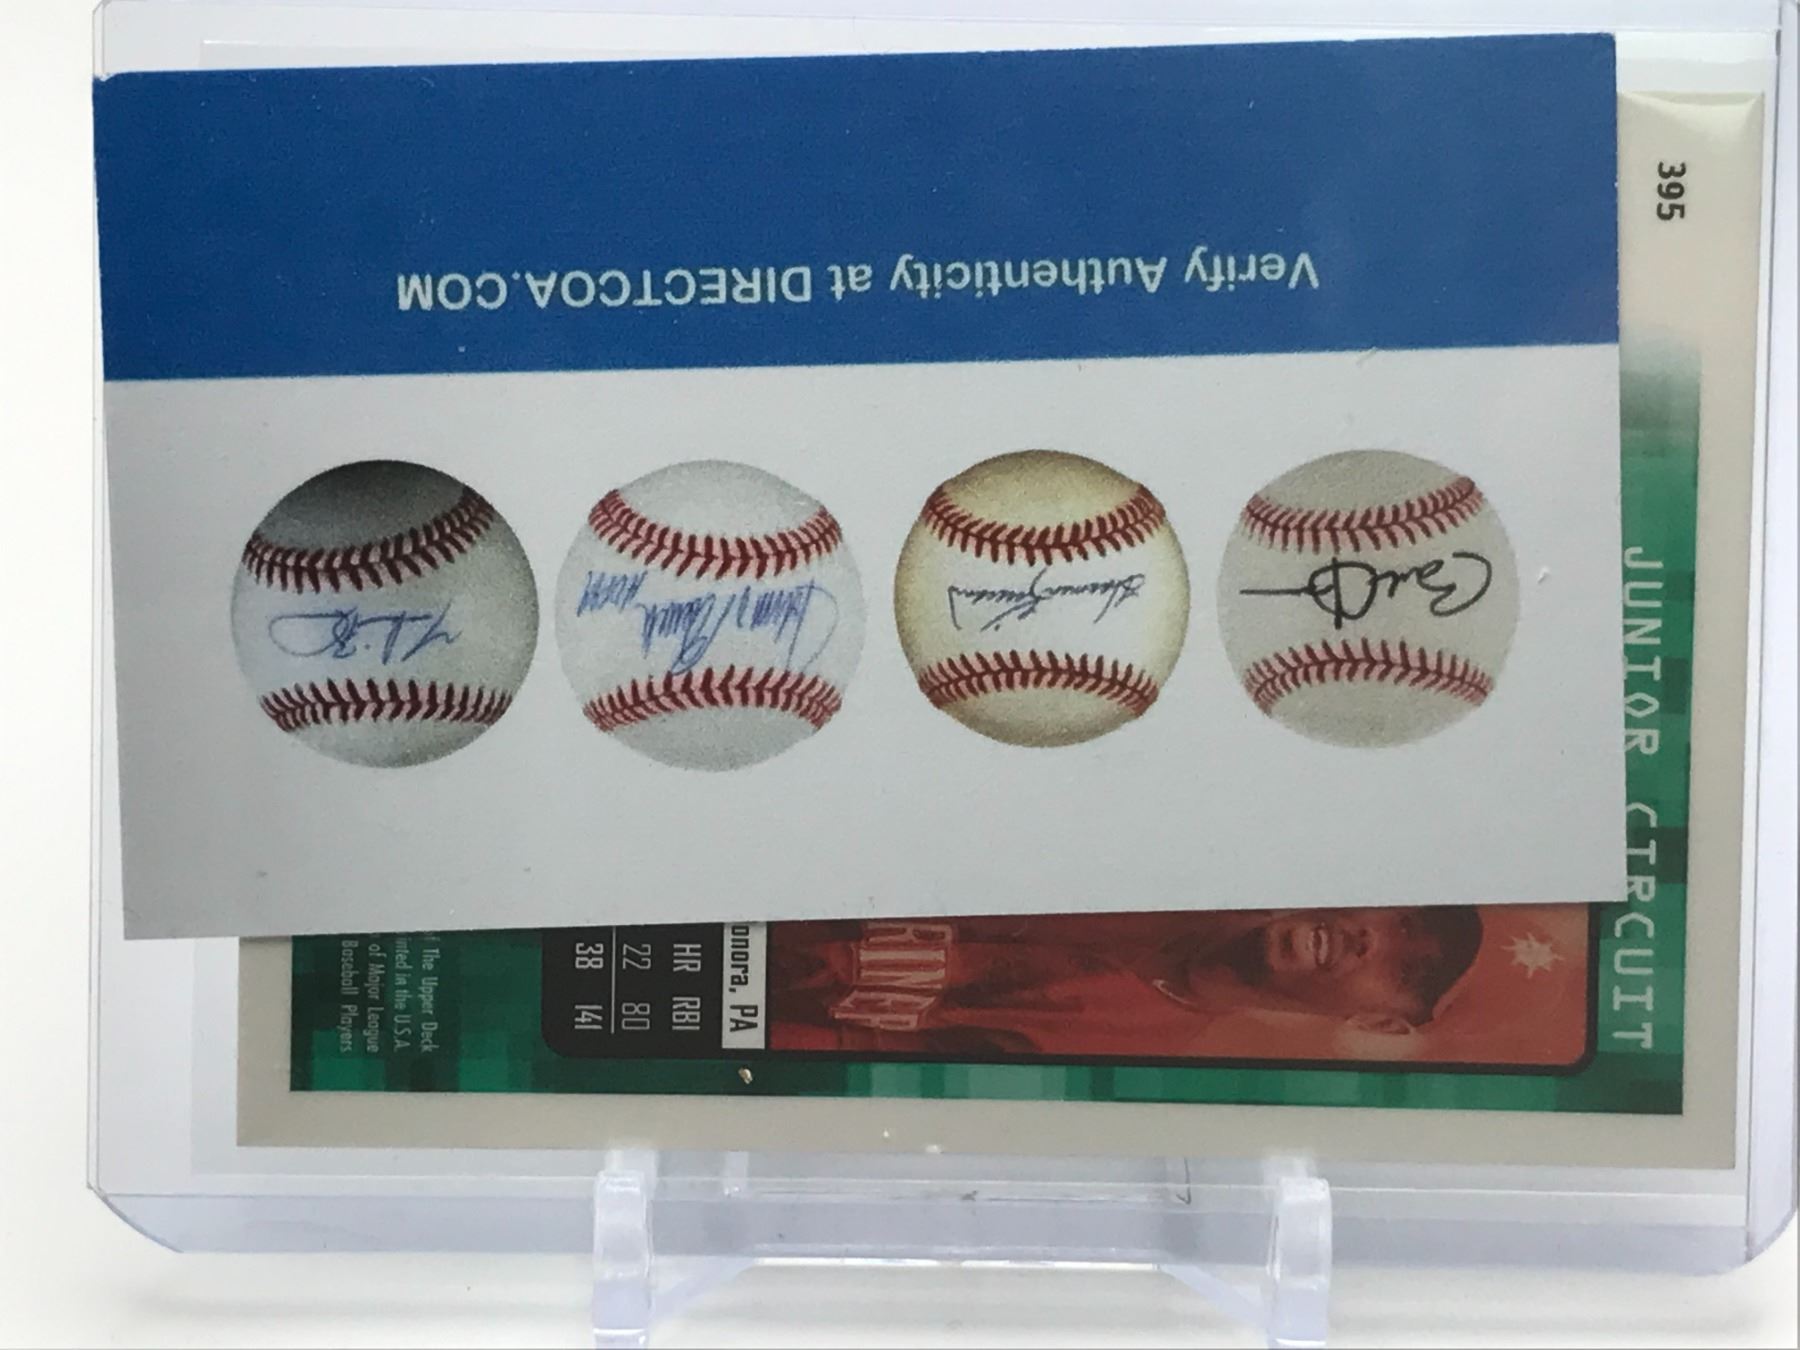 Verify Authenticity at DIRECTCOA.COM
395
JUNIOR CIRCUIT
RINER
onora, PA
HR RBI
22 80
38 141
f The Upper Deck
inted in the U.S.A.
of Major League
Baseball Players